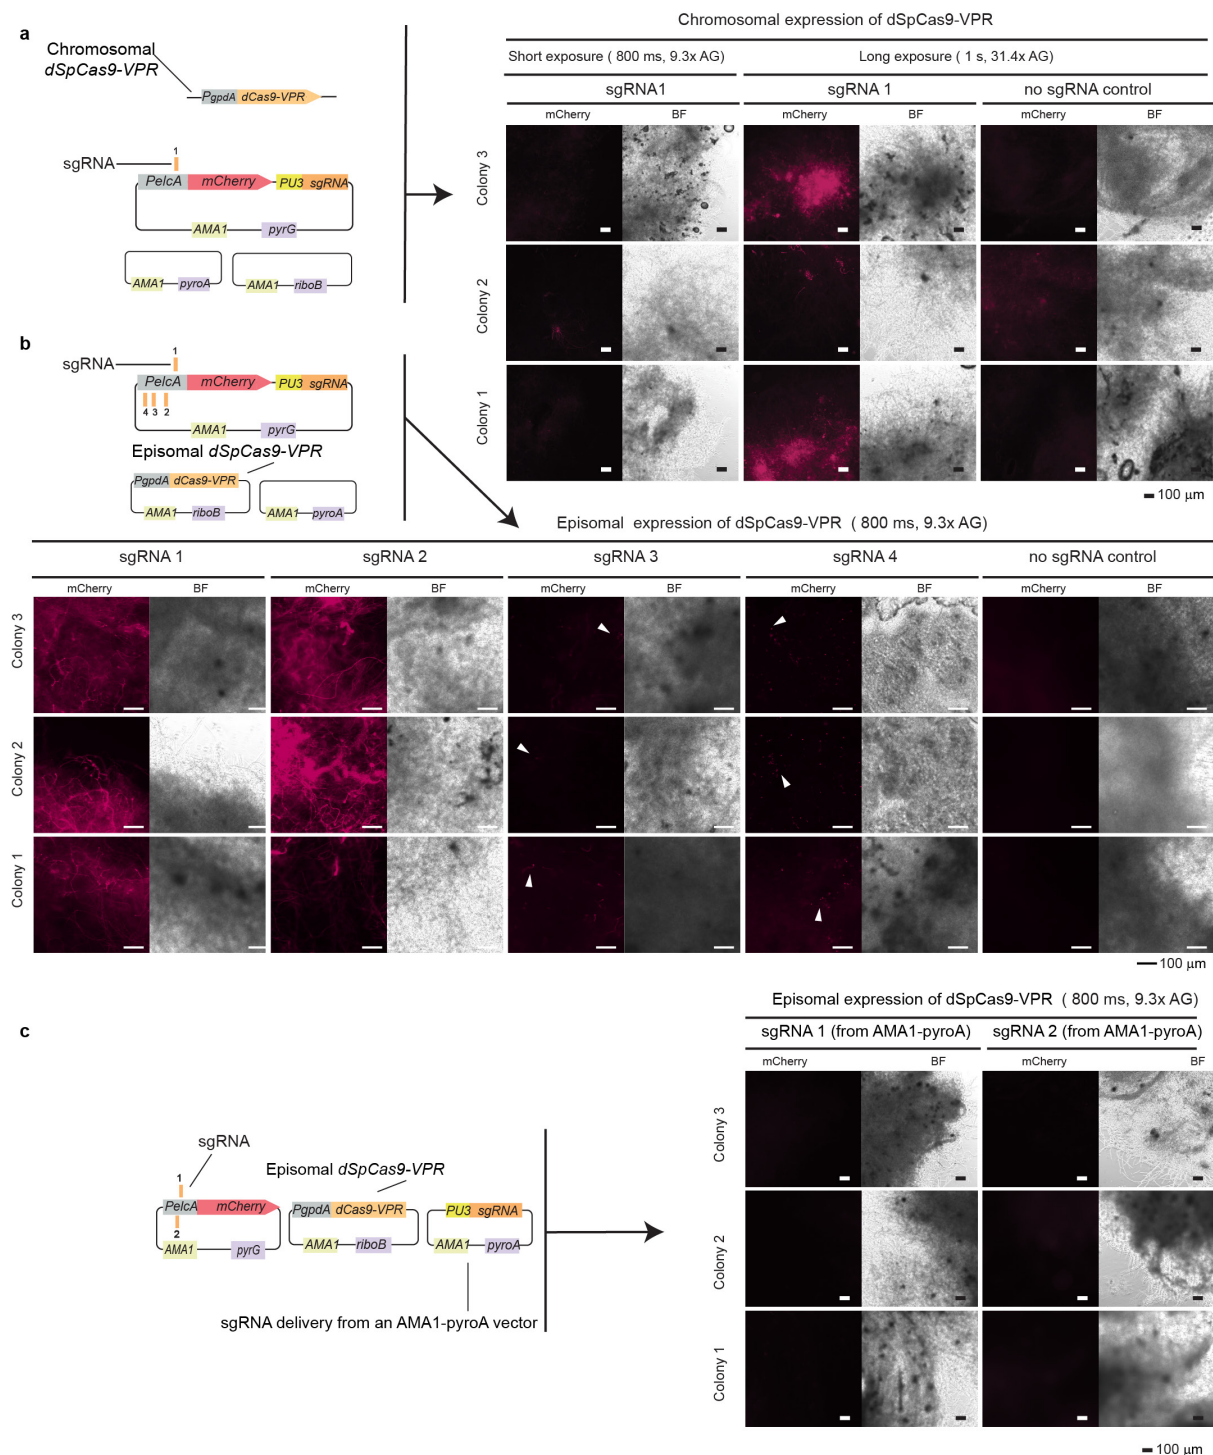 a
Chromosomal
dSpCas9-VPR
PgpdA dCas9-VPR
1
sgRNA
PelcA mCherry PU3 sgRNA
AMA1 pyrG
AMA1 pyroA AMA1 riboB
Chromosomal expression of dSpCas9-VPR
Short exposure ( 800 ms, 9.3x AG) Long exposure ( 1 s, 31.4x AG)
sgRNA1 sgRNA 1 no sgRNA control
mCherry BF mCherry BF mCherry BF
Colony 3
Colony 2
Colony 1
100 µm
b
1
sgRNA
PelcA mCherry PU3 sgRNA
4 3 2
AMA1 pyrG
Episomal dSpCas9-VPR
PgpdA dCas9-VPR
AMA1 riboB AMA1 pyroA
Episomal expression of dSpCas9-VPR ( 800 ms, 9.3x AG)
sgRNA 1 sgRNA 2 sgRNA 3 sgRNA 4 no sgRNA control
mCherry BF mCherry BF mCherry BF mCherry BF mCherry BF
Colony 3
Colony 2
Colony 1
100 µm
c
sgRNA
1
Episomal dSpCas9-VPR
PelcA mCherry PgpdA dCas9-VPR PU3 sgRNA
2
AMA1 pyrG AMA1 riboB AMA1 pyroA
sgRNA delivery from an AMA1-pyroA vector
Episomal expression of dSpCas9-VPR ( 800 ms, 9.3x AG)
sgRNA 1 (from AMA1-pyroA) sgRNA 2 (from AMA1-pyroA)
mCherry BF mCherry BF
Colony 3
Colony 2
Colony 1
100 µm